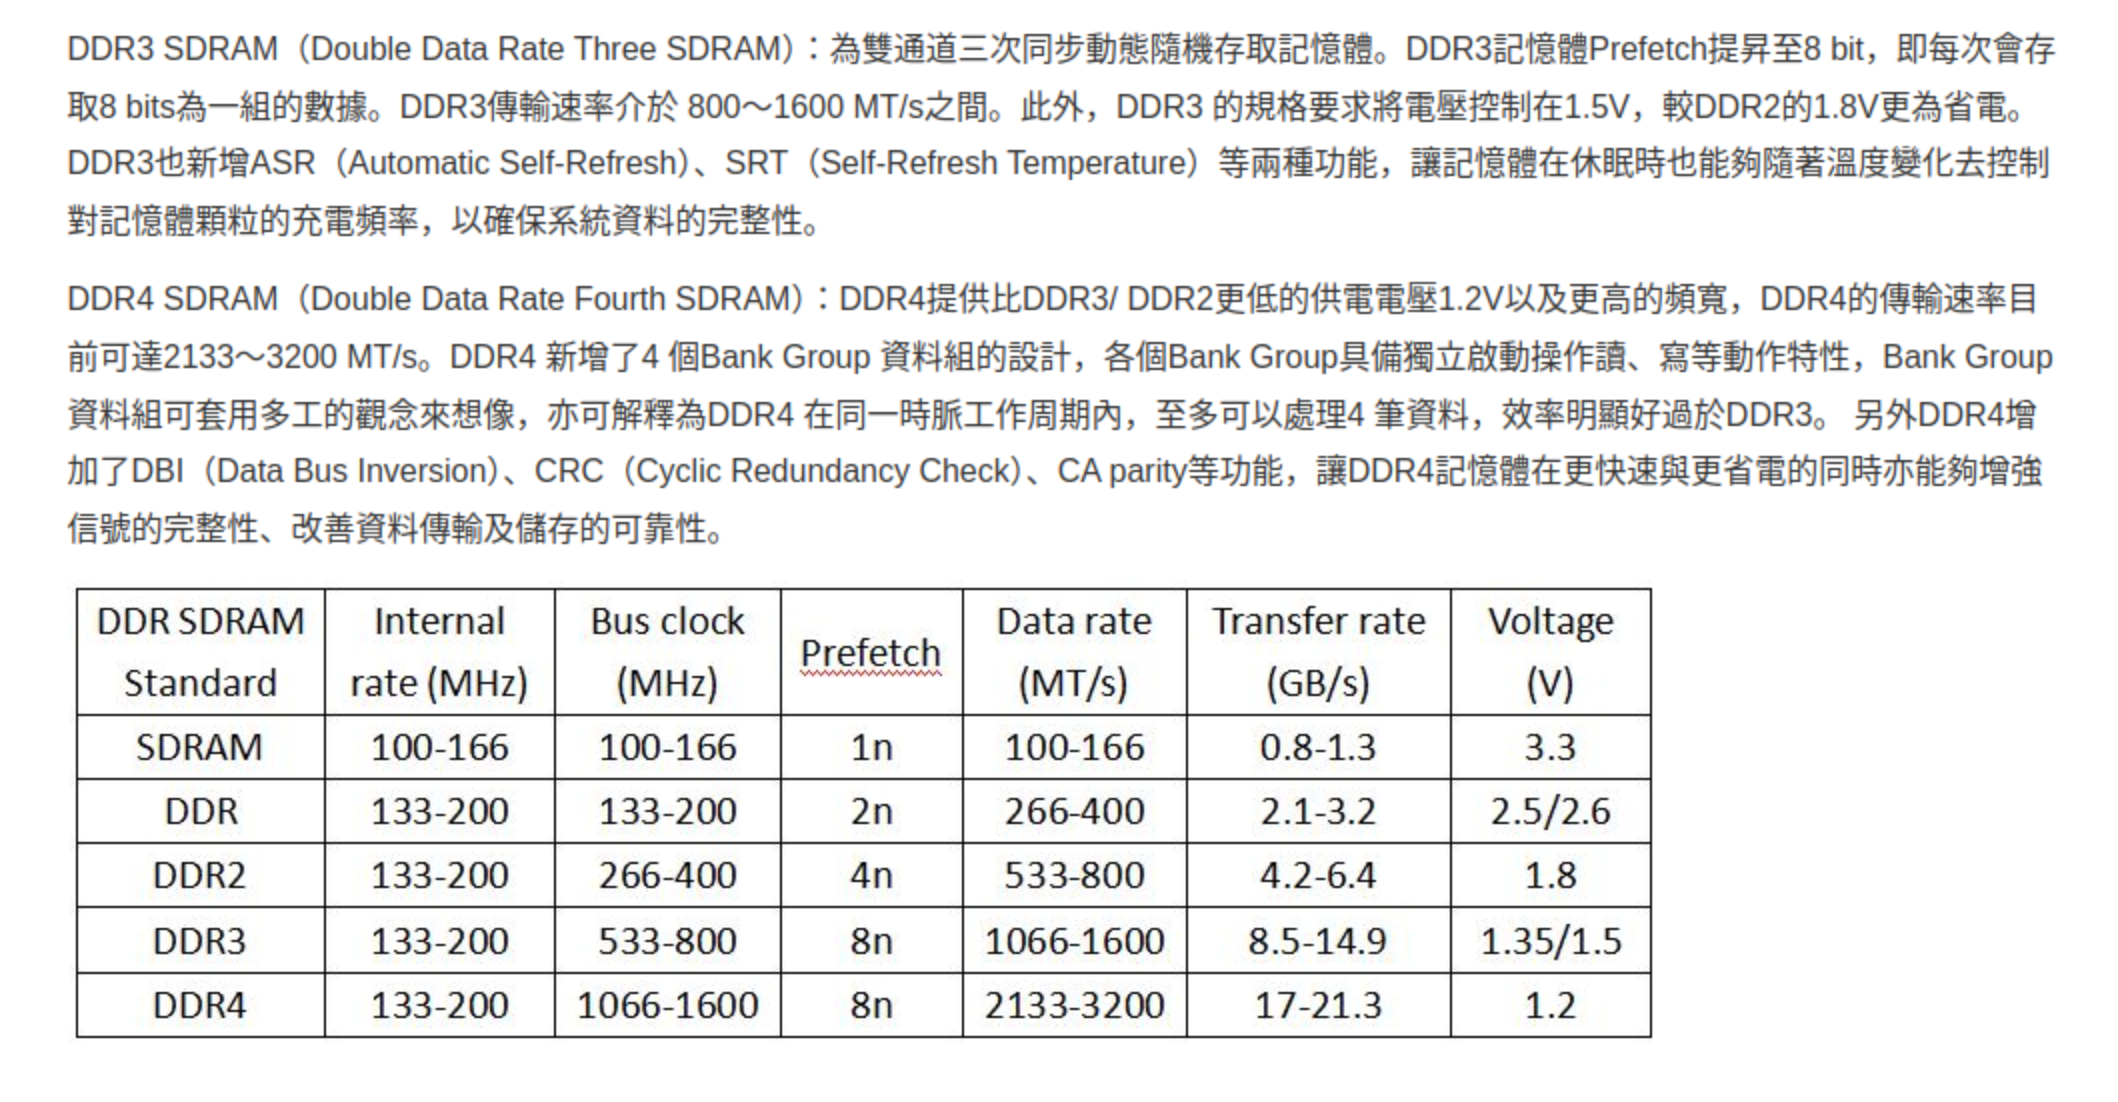 DDR3 SDRAM（Double Data Rate Three SDRAM）：為雙通道三次同步動態隨機存取記憶體。DDR3記憶體Prefetch提昇至8 bit，即每次會存
取8 bits為一組的數據。DDR3傳輸速率介於 800～1600 MT/s之間。此外，DDR3 的規格要求將電壓控制在1.5V，較DDR2的1.8V更為省電。
DDR3也新增ASR（Automatic Self-Refresh）、SRT（Self-Refresh Temperature）等兩種功能，讓記憶體在休眠時也能夠隨著溫度變化去控制
對記憶體顆粒的充電頻率，以確保系統資料的完整性。
DDR4 SDRAM（Double Data Rate Fourth SDRAM）：DDR4提供比DDR3/ DDR2更低的供電電壓1.2V以及更高的頻寬，DDR4的傳輸速率目
前可達2133～3200 MT/s。DDR4 新增了4 個Bank Group 資料組的設計，各個Bank Group具備獨立啟動操作讀、寫等動作特性，Bank Group
資料組可套用多工的觀念來想像，亦可解釋為DDR4 在同一時脈工作周期內，至多可以處理4 筆資料，效率明顯好過於DDR3。 另外DDR4增
加了DBI（Data Bus Inversion）、CRC（Cyclic Redundancy Check）、CA parity等功能，讓DDR4記憶體在更快速與更省電的同時亦能夠增強
信號的完整性、改善資料傳輸及儲存的可靠性。
DDR SDRAM Standard Internal rate (MHz) Bus clock (MHz) Prefetch Data rate (MT/s) Transfer rate (GB/s) Voltage (V)
SDRAM 100-166 100-166 1n 100-166 0.8-1.3 3.3
DDR 133-200 133-200 2n 266-400 2.1-3.2 2.5/2.6
DDR2 133-200 266-400 4n 533-800 4.2-6.4 1.8
DDR3 133-200 533-800 8n 1066-1600 8.5-14.9 1.35/1.5
DDR4 133-200 1066-1600 8n 2133-3200 17-21.3 1.2